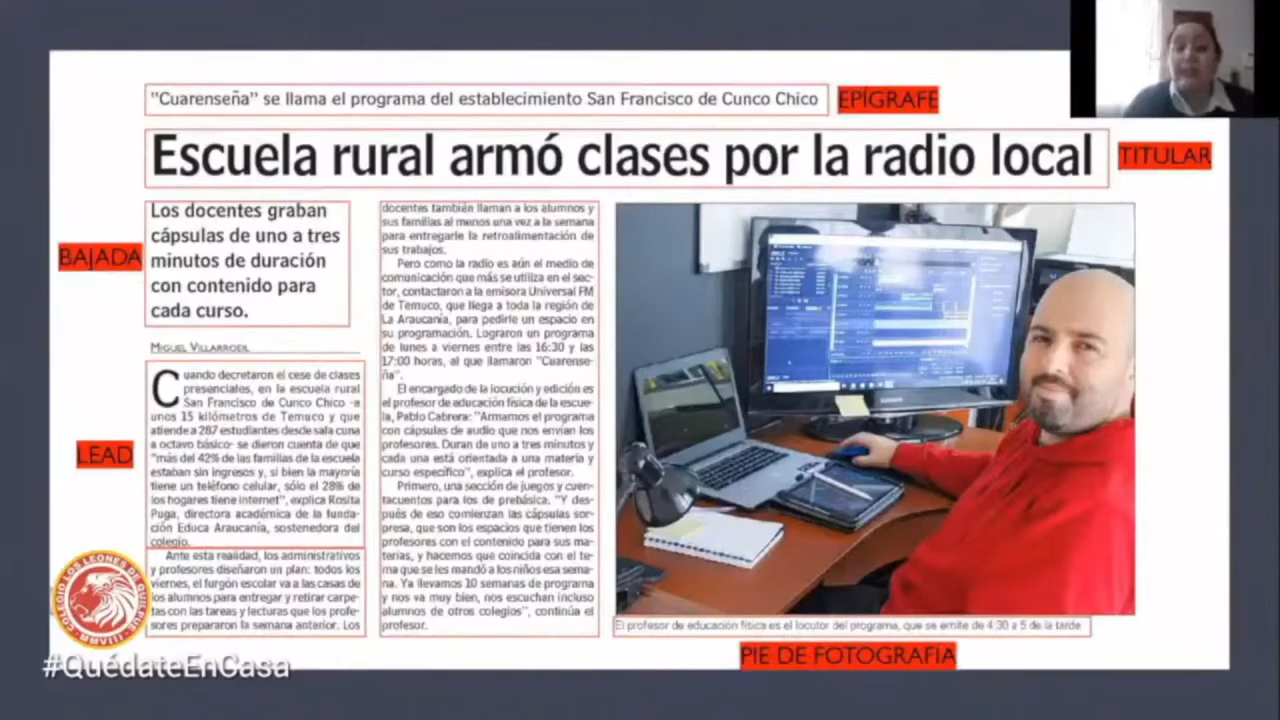 "Cuarenseña" se llama el programa del establecimiento San Francisco de Cunco Chico
EPÍGRAFE
Escuela rural armó clases por la radio local
TITULAR
Los docentes graban
cápsulas de uno a tres
minutos de duración
con contenido para
cada curso.
BAJADA
MIGUEL VILLARROEL
Cuando decretaron el cese de clases
presenciales, en la escuela rural
San Francisco de Cunco Chico -a
unos 15 kilómetros de Temuco y que
atiende a 287 estudiantes desde sala cuna
a octavo básico- se dieron cuenta de que
"más del 42% de las familias de la escuela
estaban sin ingresos y, si bien la mayoría
tiene un teléfono celular, sólo el 28% de
los hogares tiene internet", explica Rosita
Puga, directora académica de la funda-
ción Educa Araucanía, sostenedora del
colegio.
LEAD
Ante esta realidad, los administrativos
y profesores diseñaron un plan: todos los
viernes, el furgón escolar va a las casas de
los alumnos para entregar y retirar carpe-
tas con las tareas y lecturas que los profe-
sores prepararon la semana anterior. Los
docentes también llaman a los alumnos y
sus familias al menos una vez a la semana
para entregarle la retroalimentación de
sus trabajos.
Pero como la radio es aún el medio de
comunicación que más se utiliza en el sec-
tor, contactaron a la emisora Universal FM
de Temuco, que llega a toda la región de
La Araucanía, para pedirle un espacio en
su programación. Lograron un programa
de lunes a viernes entre las 16:30 y las
17:00 horas, al que llamaron "Cuarense-
ña".
El encargado de la locución y edición es
el profesor de educación física de la escue-
la, Pablo Cabrera: "Armamos el programa
con cápsulas de audio que nos envían los
profesores. Duran de uno a tres minutos y
cada una está orientada a una materia y
curso específico", explica el profesor.
Primero, una sección de juegos y cuen-
tacuentos para los de prebásica. "Y des-
pués de eso comienzan las cápsulas sor-
presa, que son los espacios que tienen los
profesores con el contenido para sus ma-
terias, y hacemos que coincida con el te-
ma que se les mandó a los niños esa sema-
na. Ya llevamos 10 semanas de programa
y nos va muy bien, nos escuchan incluso
alumnos de otros colegios", continúa el
profesor.
El profesor de educación física es el locutor del programa, que se emite de 4:30 a 5 de la tarde.
PIE DE FOTOGRAFIA
COLEGIO LOS LEONES DE QUILPUÉ
MMVIII
#QuédateEnCasa